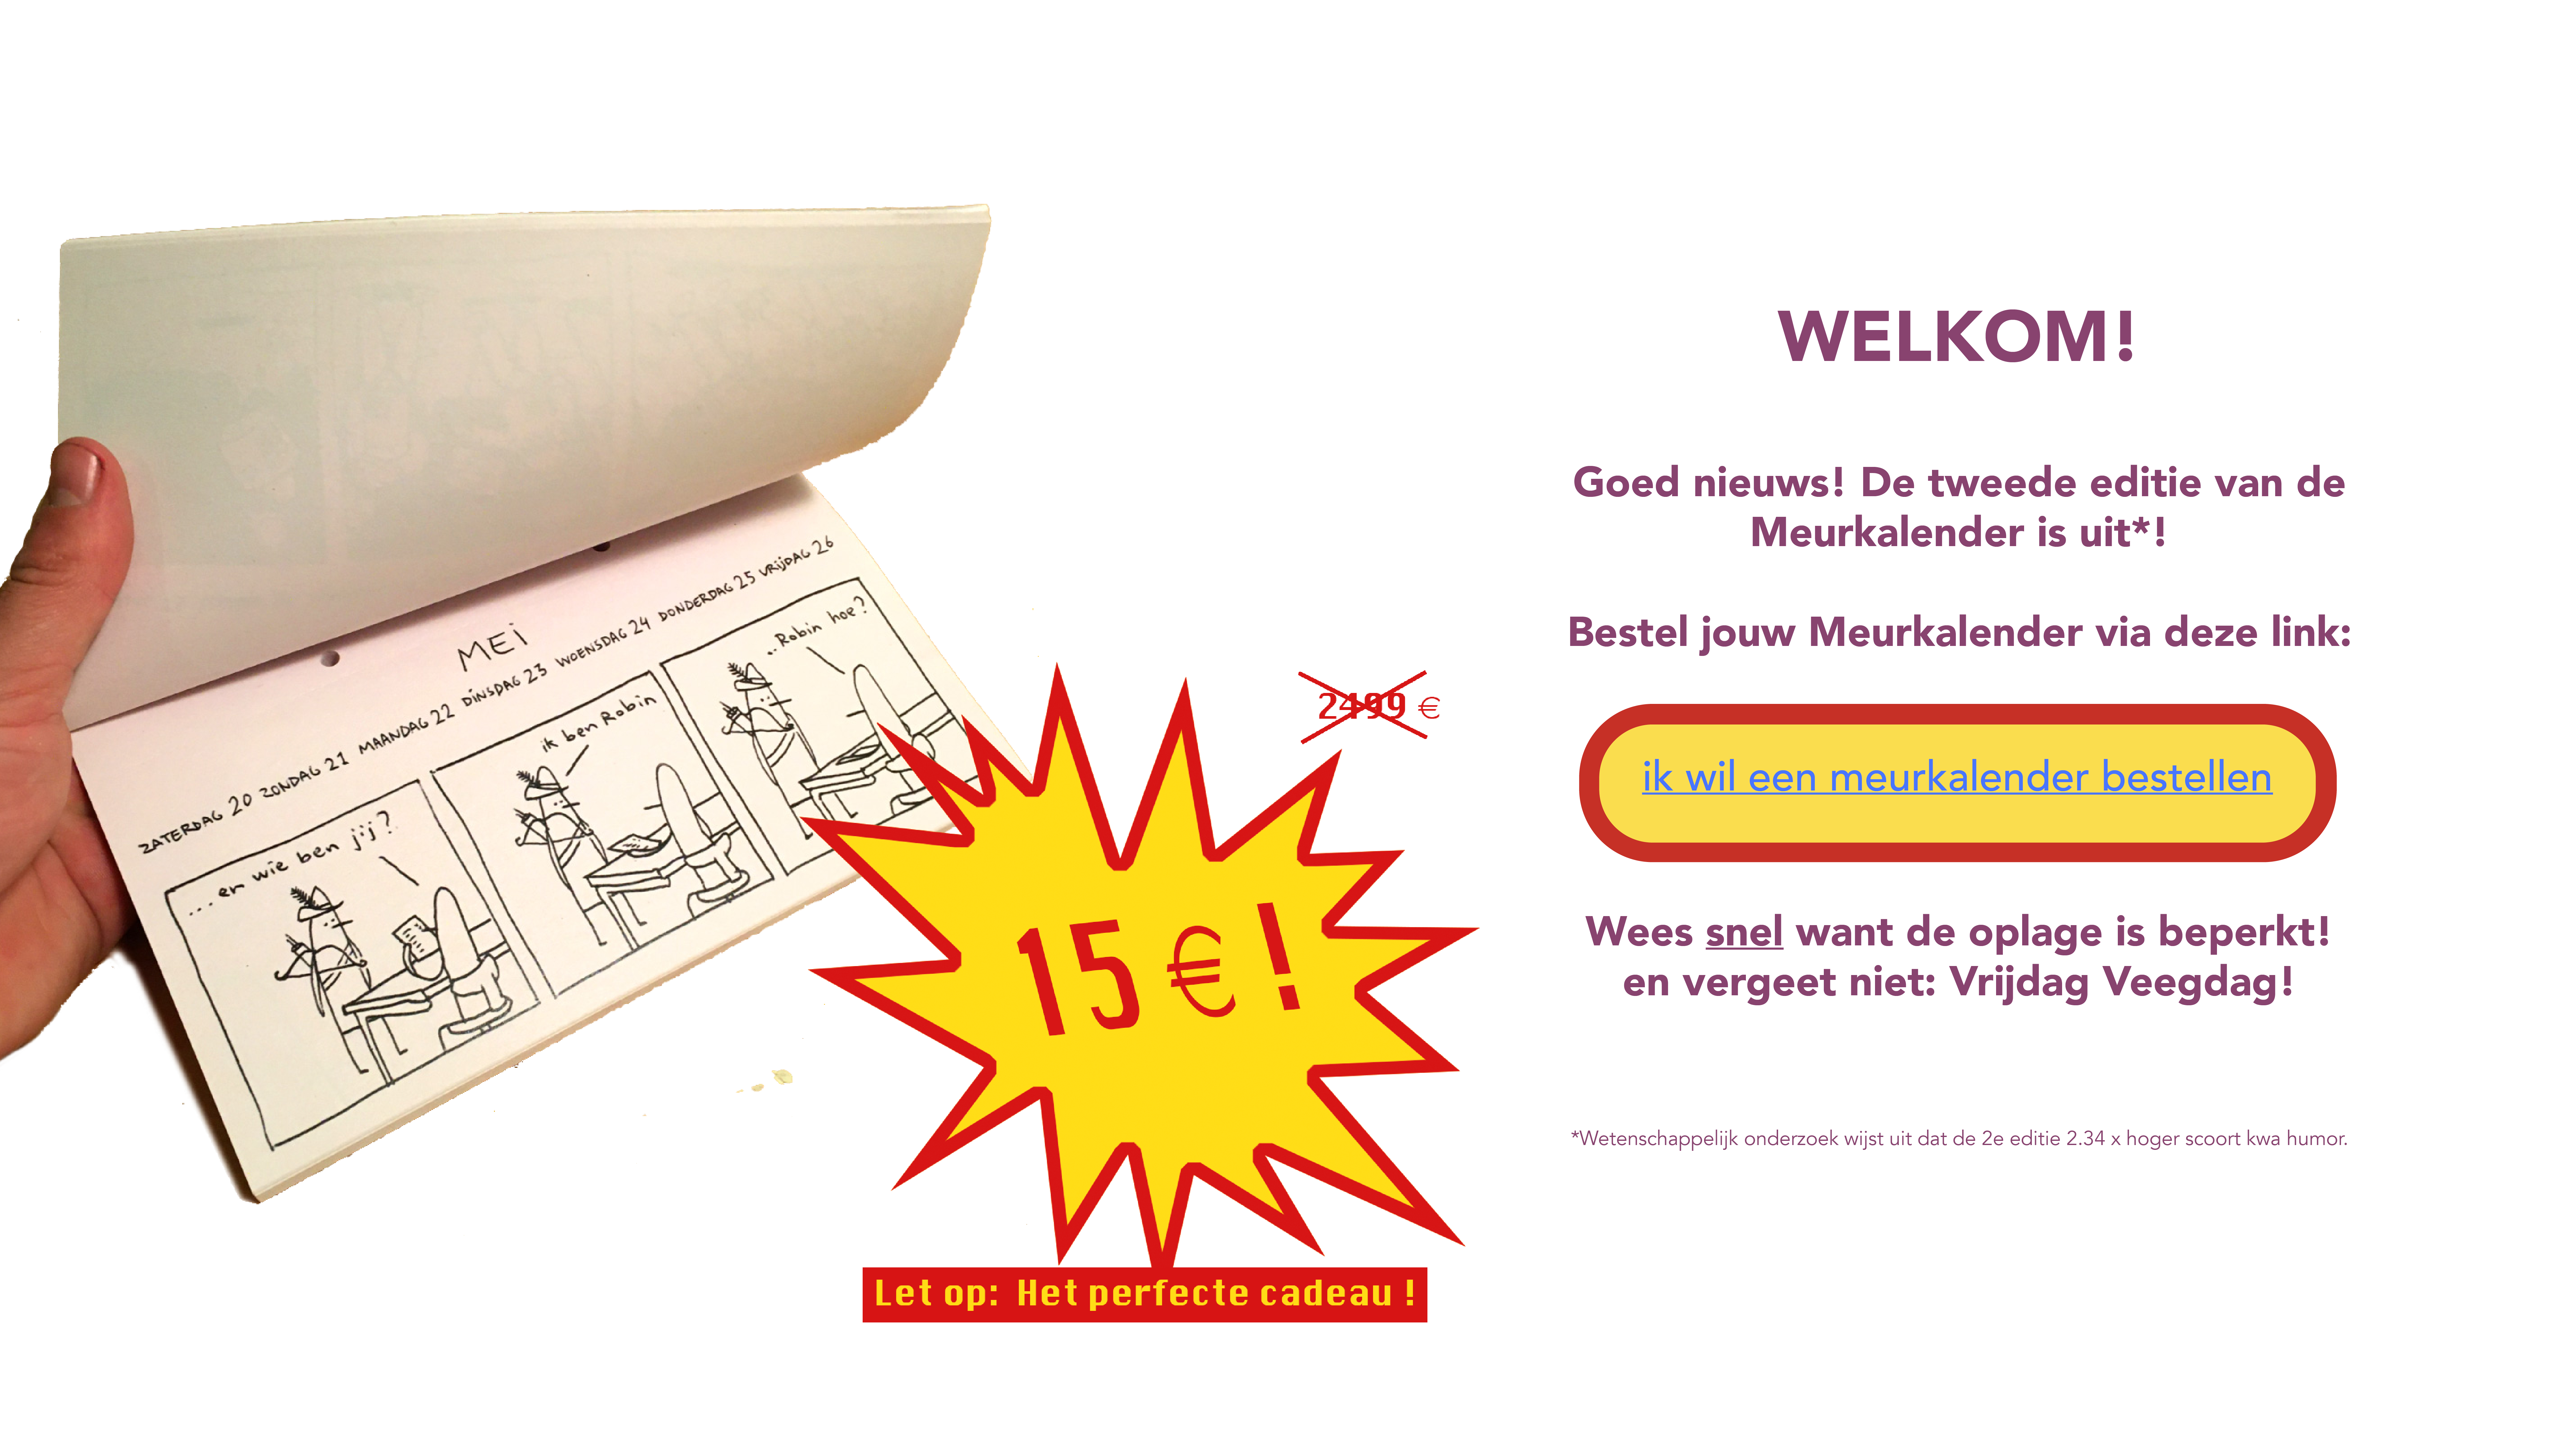 MEI
ZATERDAG 20 ZONDAG 21 MAANDAG 22 DINSDAG 23 WOENSDAG 24 DONDERDAG 25 VRIJDAG 26
...en wie ben jij?
ik ben Robin
..Robin hoe?
2499 €
15 € !
Let op: Het perfecte cadeau !
WELKOM!
Goed nieuws! De tweede editie van de
Meurkalender is uit*!
Bestel jouw Meurkalender via deze link:
ik wil een meurkalender bestellen
Wees snel want de oplage is beperkt!
en vergeet niet: Vrijdag Veegdag!
*Wetenschappelijk onderzoek wijst uit dat de 2e editie 2.34 x hoger scoort kwa humor.